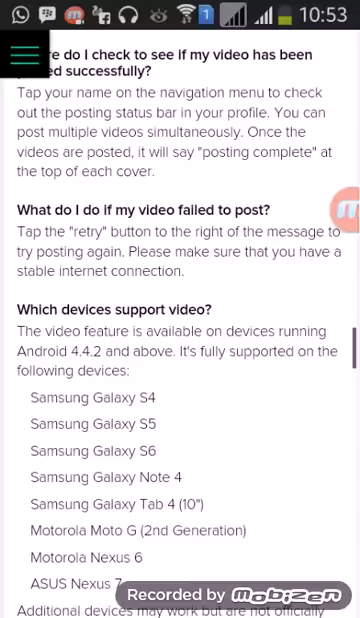 10:53
re do I check to see if my video has been
ed successfully?
Tap your name on the navigation menu to check
out the posting status bar in your profile. You can
post multiple videos simultaneously. Once the
videos are posted, it will say "posting complete" at
the top of each cover.
What do I do if my video failed to post?
Tap the "retry" button to the right of the message to
try posting again. Please make sure that you have a
stable internet connection.
Which devices support video?
The video feature is available on devices running
Android 4.4.2 and above. It's fully supported on the
following devices:
Samsung Galaxy S4
Samsung Galaxy S5
Samsung Galaxy S6
Samsung Galaxy Note 4
Samsung Galaxy Tab 4 (10")
Motorola Moto G (2nd Generation)
Motorola Nexus 6
ASUS Nexus 7
Recorded by Mobizen
Additional devices may work but are not officially